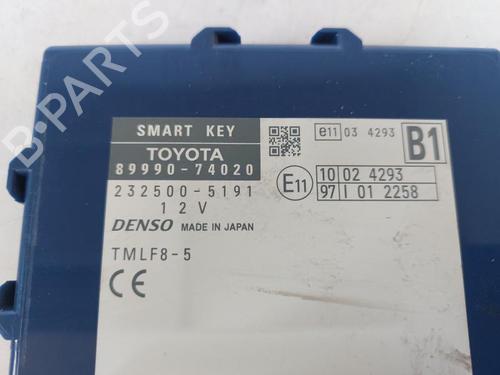 SMART KEY
TOYOTA
89990-74020
232500-5191
12V
DENSO MADE IN JAPAN
TMLF8-5
CE
e11 03 4293
B1
E11
10 02 4293
97 I 01 2258
B-PARTS